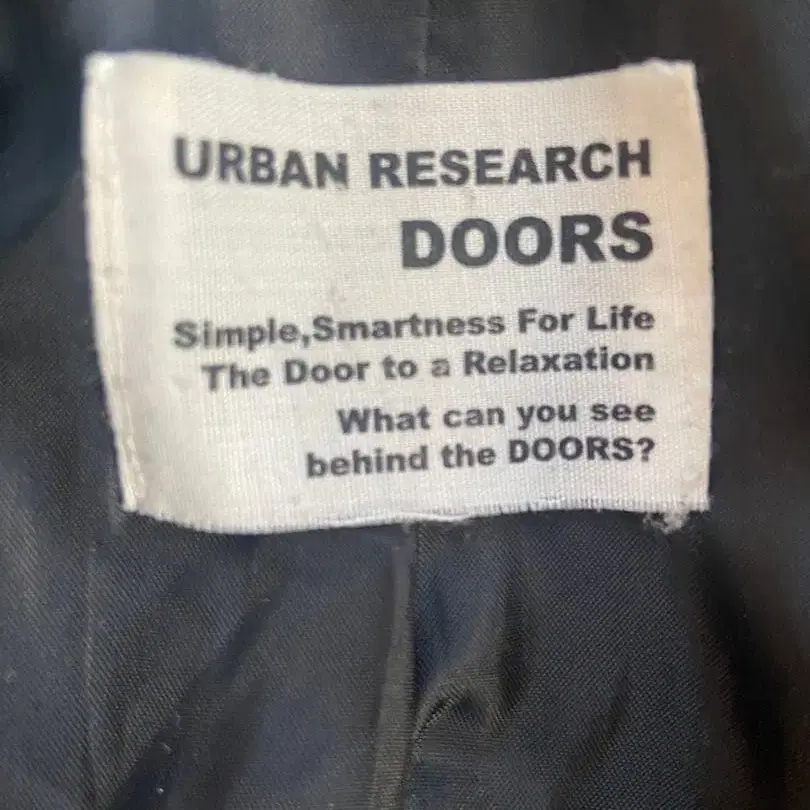 URBAN RESEARCH
DOORS
Simple,Smartness For Life
The Door to a Relaxation
What can you see
behind the DOORS?